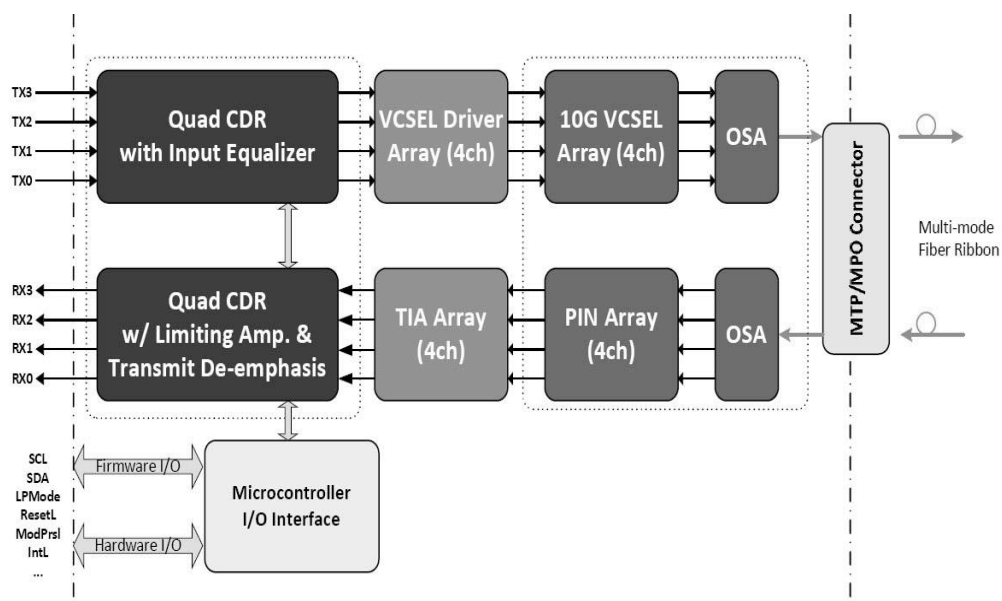 TX3
TX2
TX1
TX0
Quad CDR
with Input Equalizer
VCSEL Driver
Array (4ch)
10G VCSEL
Array (4ch)
OSA
MTP/MPO Connector
Multi-mode
Fiber Ribbon
RX3
RX2
RX1
RX0
Quad CDR
w/ Limiting Amp. &
Transmit De-emphasis
TIA Array
(4ch)
PIN Array
(4ch)
OSA
SCL
SDA
LPMode
ResetL
ModPrsl
IntL
...
Firmware I/O
Hardware I/O
Microcontroller
I/O Interface